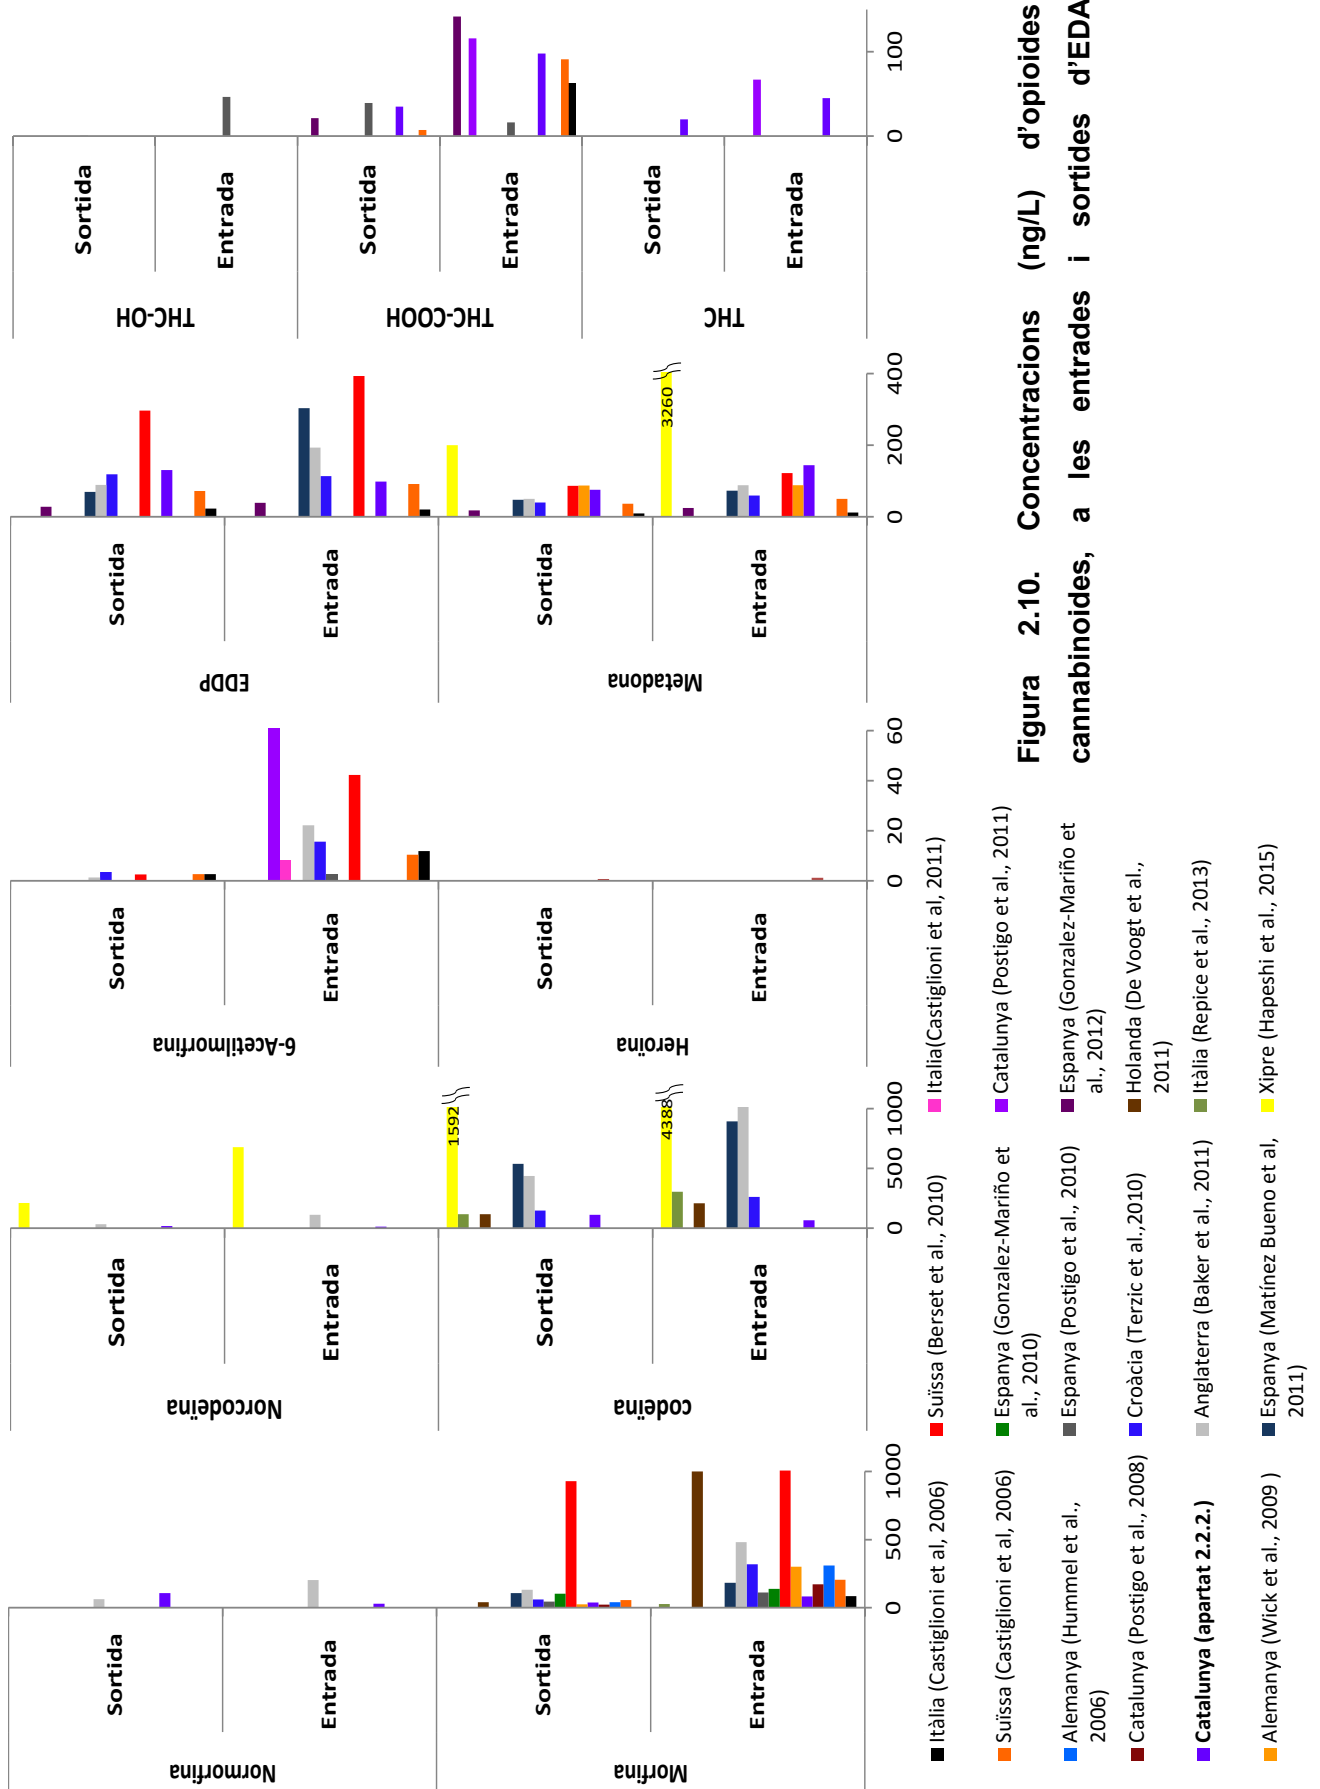 THC-OH
Sortida
Entrada
THC-COOH
Sortida
Entrada
THC
Sortida
Entrada
0
100
EDDP
Sortida
Entrada
Metadona
Sortida
Entrada
3260
0
200
400
6-Acetilmorfina
Sortida
Entrada
Heroïna
Sortida
Entrada
0
20
40
60
Norcodeïna
Sortida
Entrada
codeïna
Sortida
Entrada
1592
4388
0
500
1000
Normorfina
Sortida
Entrada
Morfina
Sortida
Entrada
0
500
1000
Itàlia (Castiglioni et al, 2006)
Suïssa (Castiglioni et al, 2006)
Alemanya (Hummel et al.,
2006)
Catalunya (Postigo et al., 2008)
Catalunya (apartat 2.2.2.)
Alemanya (Wick et al., 2009 )
Suïssa (Berset et al., 2010)
Espanya (Gonzalez-Mariño et
al., 2010)
Espanya (Postigo et al., 2010)
Croàcia (Terzic et al.,2010)
Anglaterra (Baker et al., 2011)
Espanya (Matínez Bueno et al,
2011)
Italia(Castiglioni et al, 2011)
Catalunya (Postigo et al., 2011)
Espanya (Gonzalez-Mariño et
al., 2012)
Holanda (De Voogt et al.,
2011)
Itàlia (Repice et al., 2013)
Xipre (Hapeshi et al., 2015)
Figura 2.10. Concentracions (ng/L) d'opioides
cannabinoides, a les entrades i sortides d'EDA